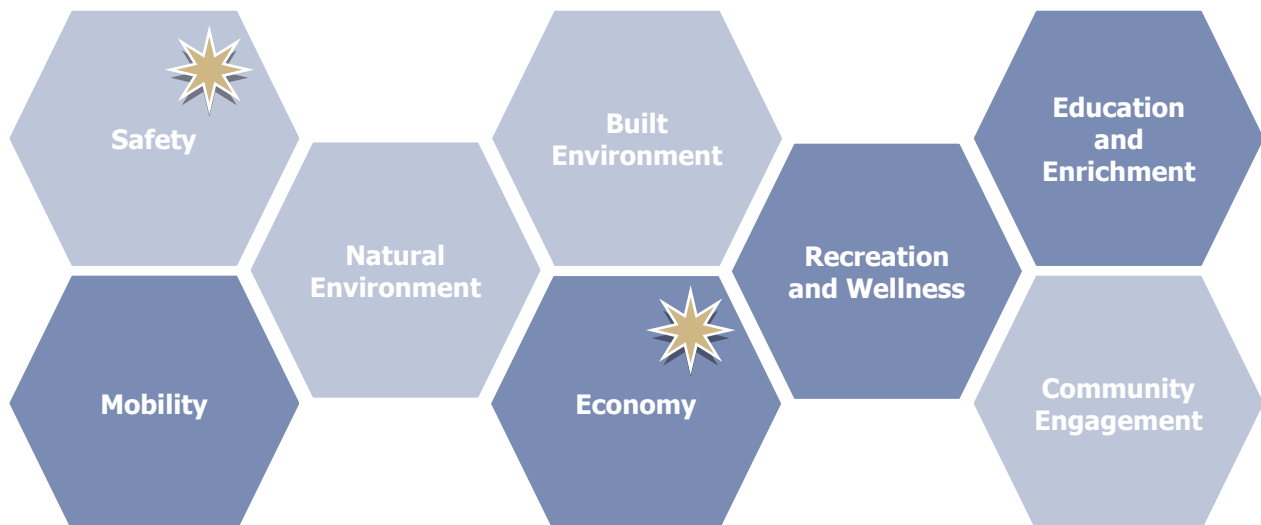 Safety
Built
Environment
Education
and
Enrichment
Natural
Environment
Recreation
and Wellness
Mobility
Economy
Community
Engagement